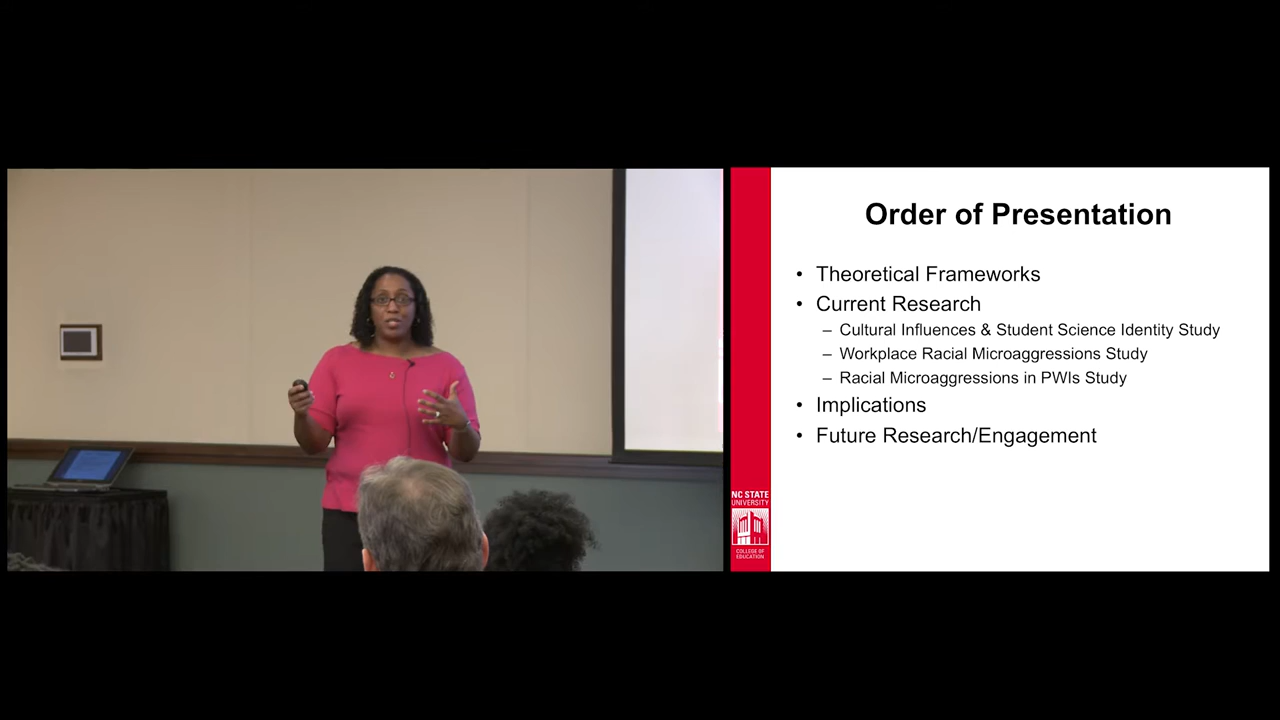 Order of Presentation
• Theoretical Frameworks
• Current Research
– Cultural Influences & Student Science Identity Study
– Workplace Racial Microaggressions Study
– Racial Microaggressions in PWIs Study
• Implications
• Future Research/Engagement
NC STATE
UNIVERSITY
COLLEGE OF
EDUCATION